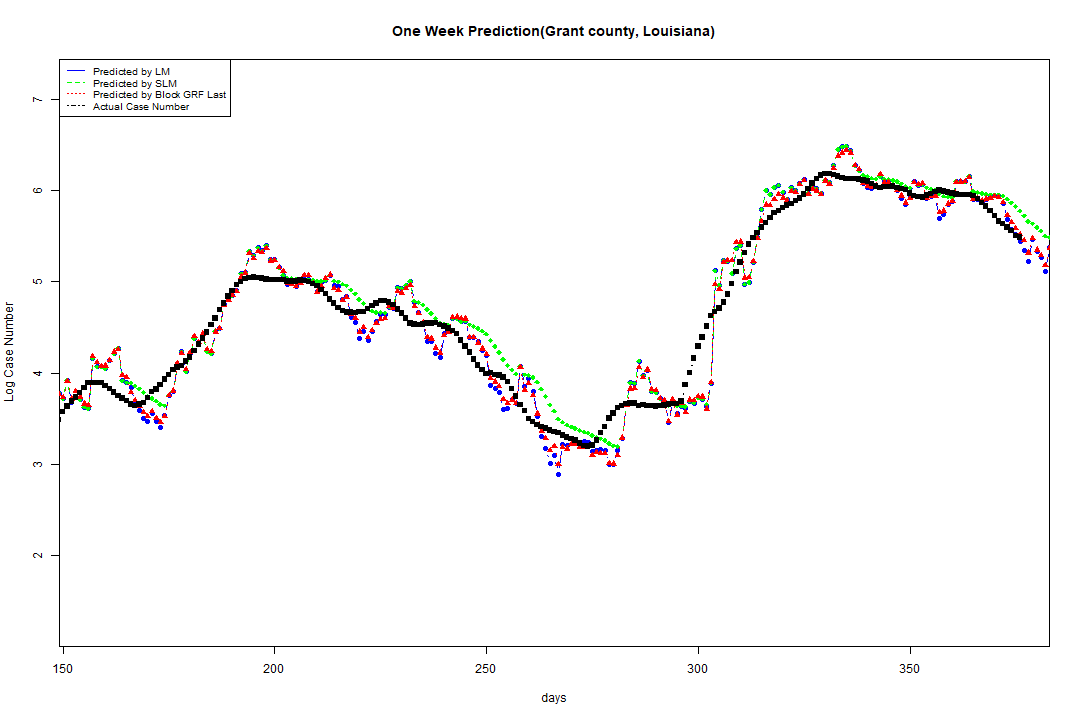 One Week Prediction(Grant county, Louisiana)
Predicted by LM
Predicted by SLM
Predicted by Block GRF Last
Actual Case Number
7
6
5
4
3
2
Log Case Number
150 200 250 300 350
days